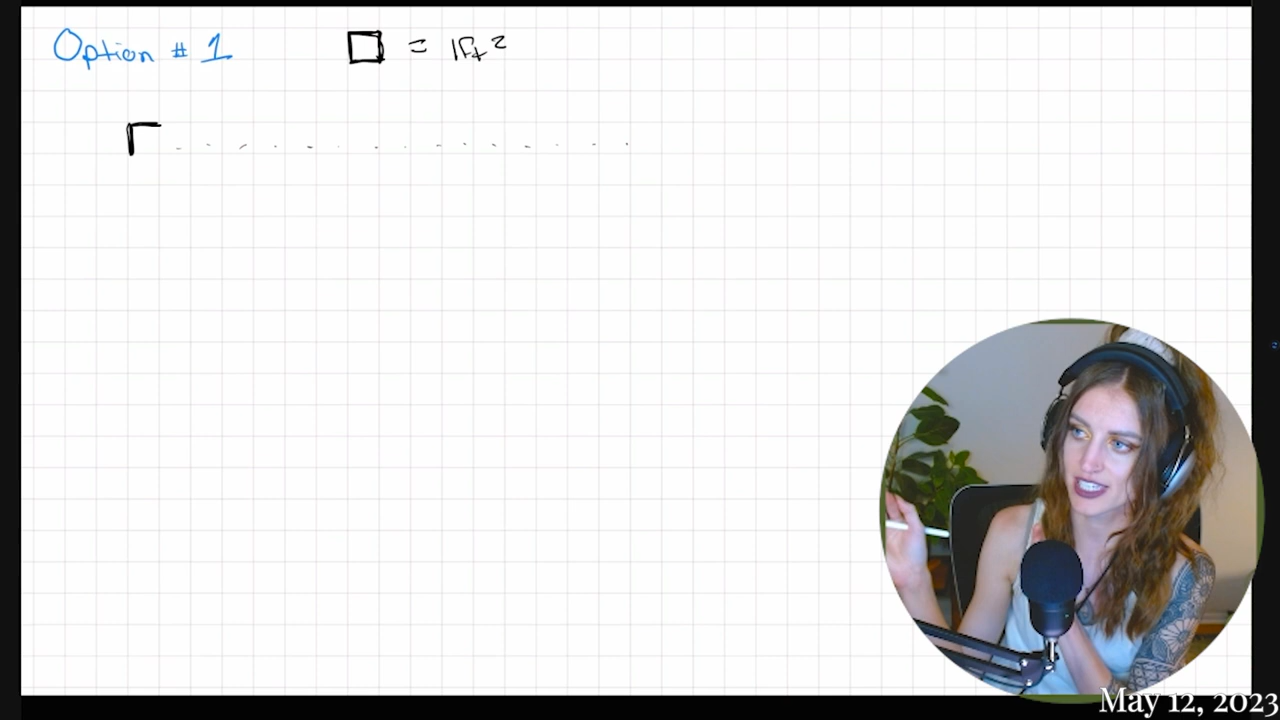 Option # 1
= 1ft²
May 12, 2023